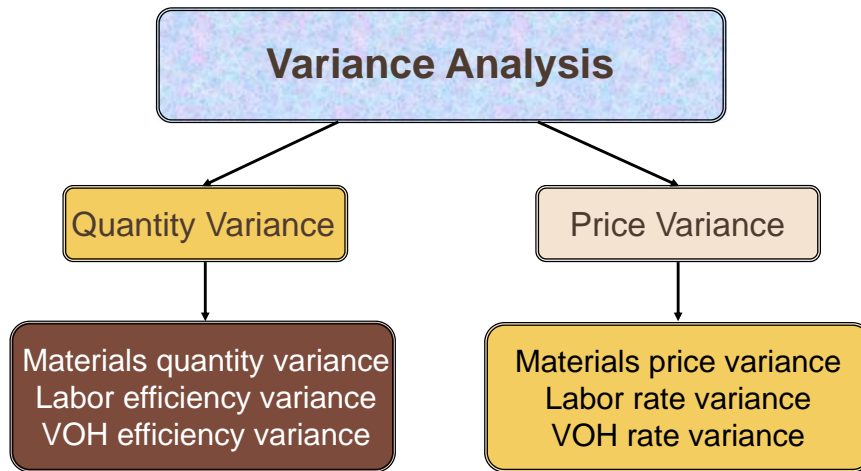 Variance Analysis
Quantity Variance
Price Variance
Materials quantity variance
Labor efficiency variance
VOH efficiency variance
Materials price variance
Labor rate variance
VOH rate variance